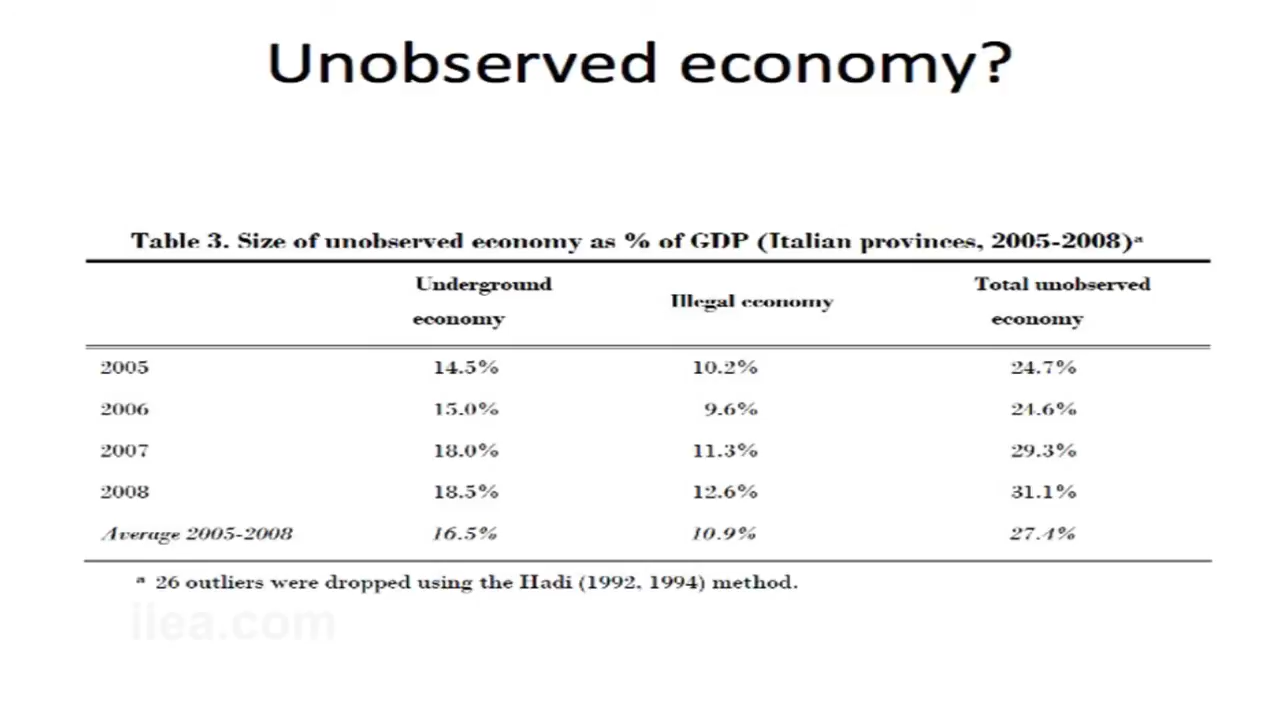 Unobserved economy?
Table 3. Size of unobserved economy as % of GDP (Italian provinces, 2005-2008)ᵃ
Underground economy Illegal economy Total unobserved economy
2005 14.5% 10.2% 24.7%
2006 15.0% 9.6% 24.6%
2007 18.0% 11.3% 29.3%
2008 18.5% 12.6% 31.1%
Average 2005-2008 16.5% 10.9% 27.4%
ᵃ 26 outliers were dropped using the Hadi (1992, 1994) method.
ilea.com